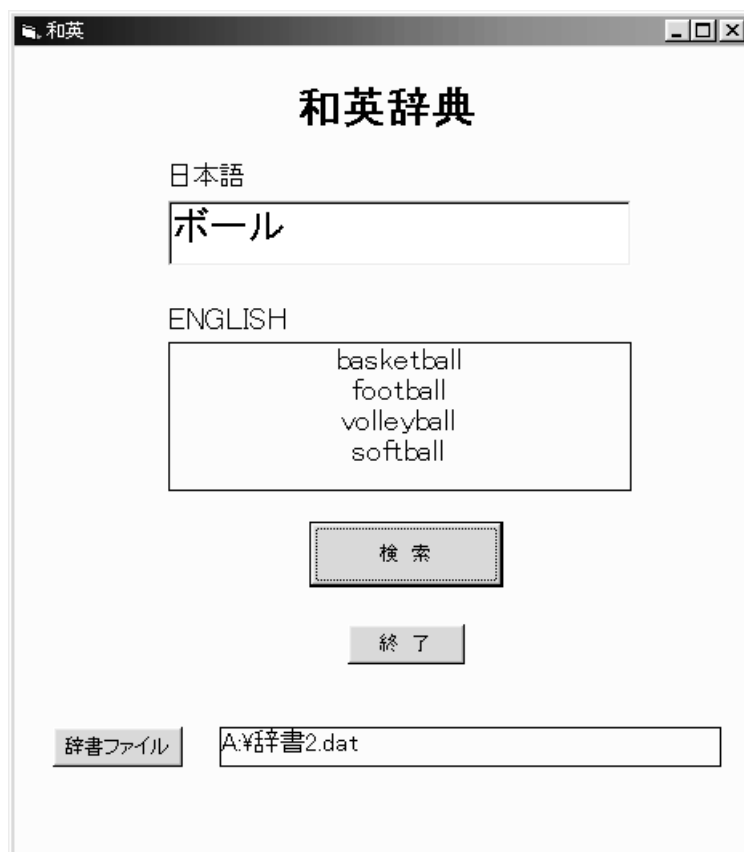 和英
和英辞典
日本語
ボール
ENGLISH
basketball
football
volleyball
softball
検 索
終 了
辞書ファイル
A:¥辞書2.dat